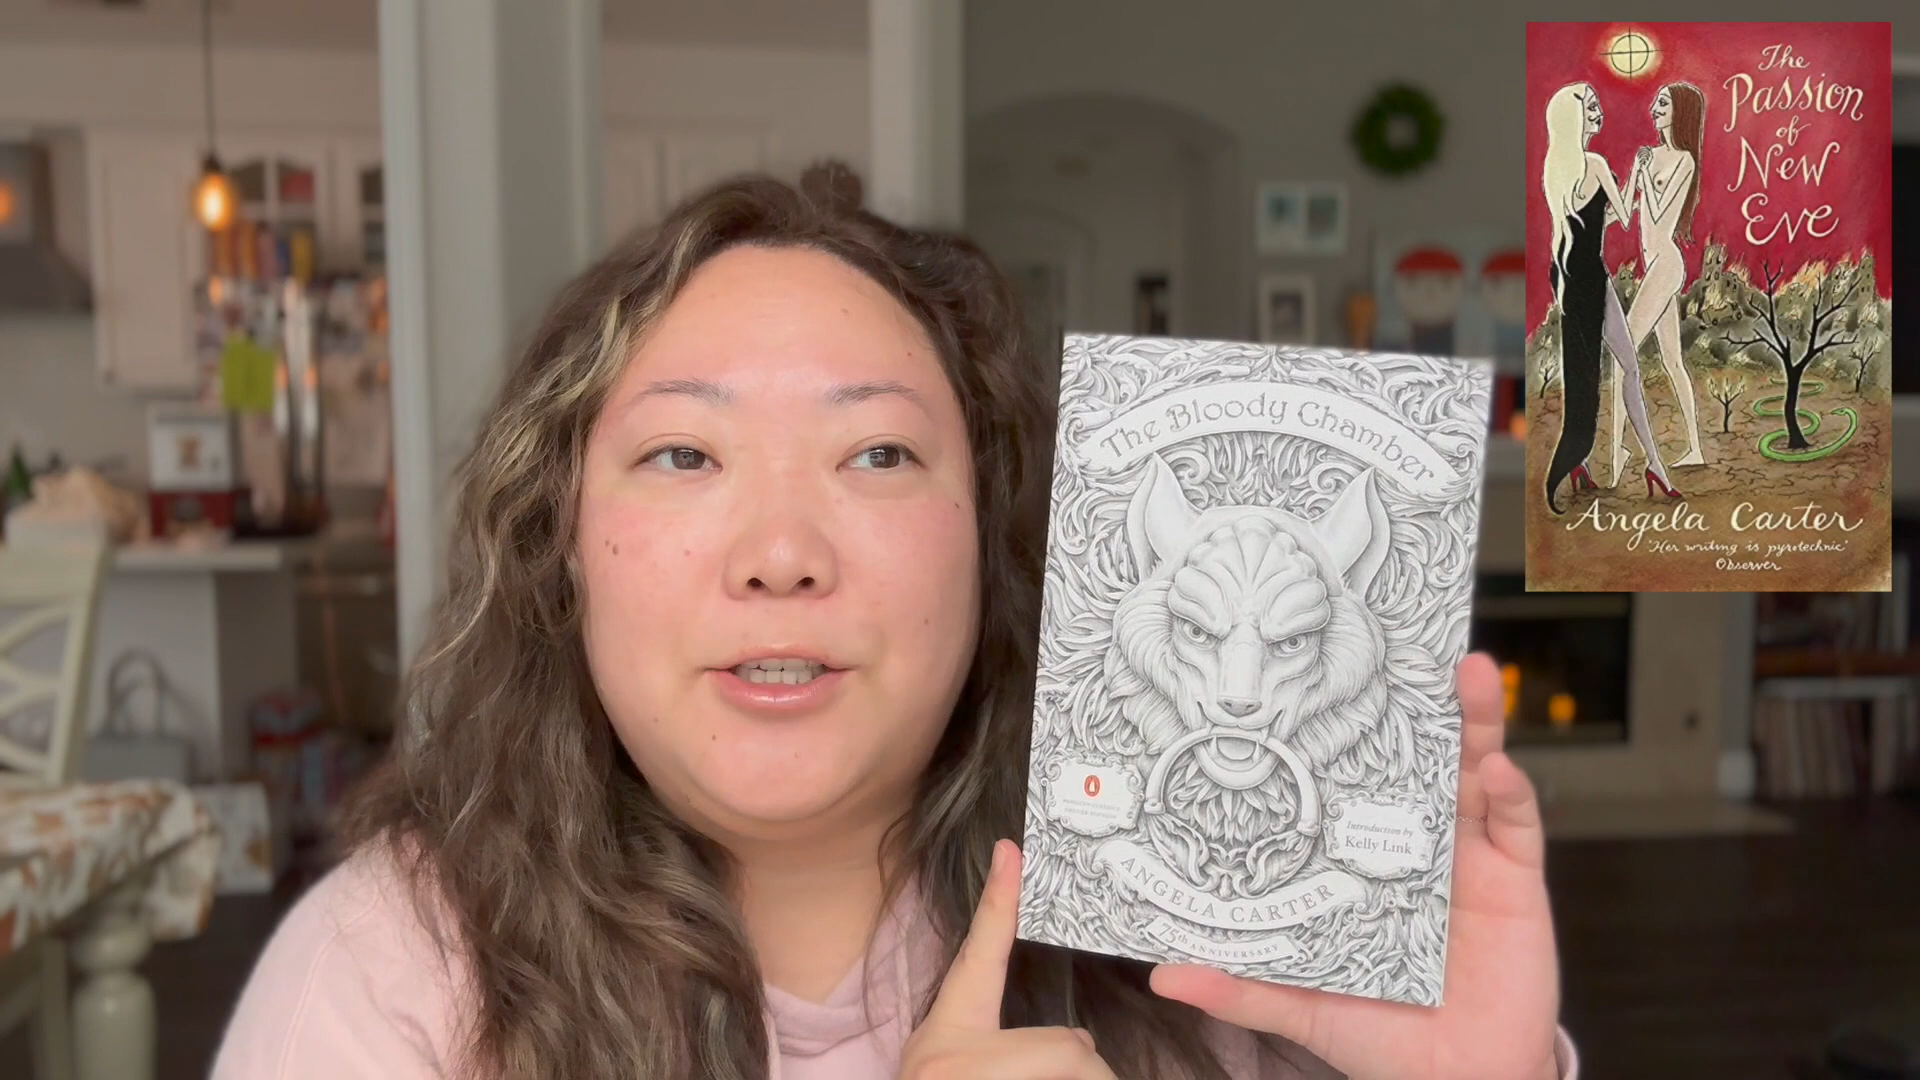 The Bloody Chamber
Introduction by
Kelly Link
ANGELA CARTER
75th ANNIVERSARY
The
Passion
of
New
Eve
Angela Carter
'Her writing is pyrotechnic'
Observer